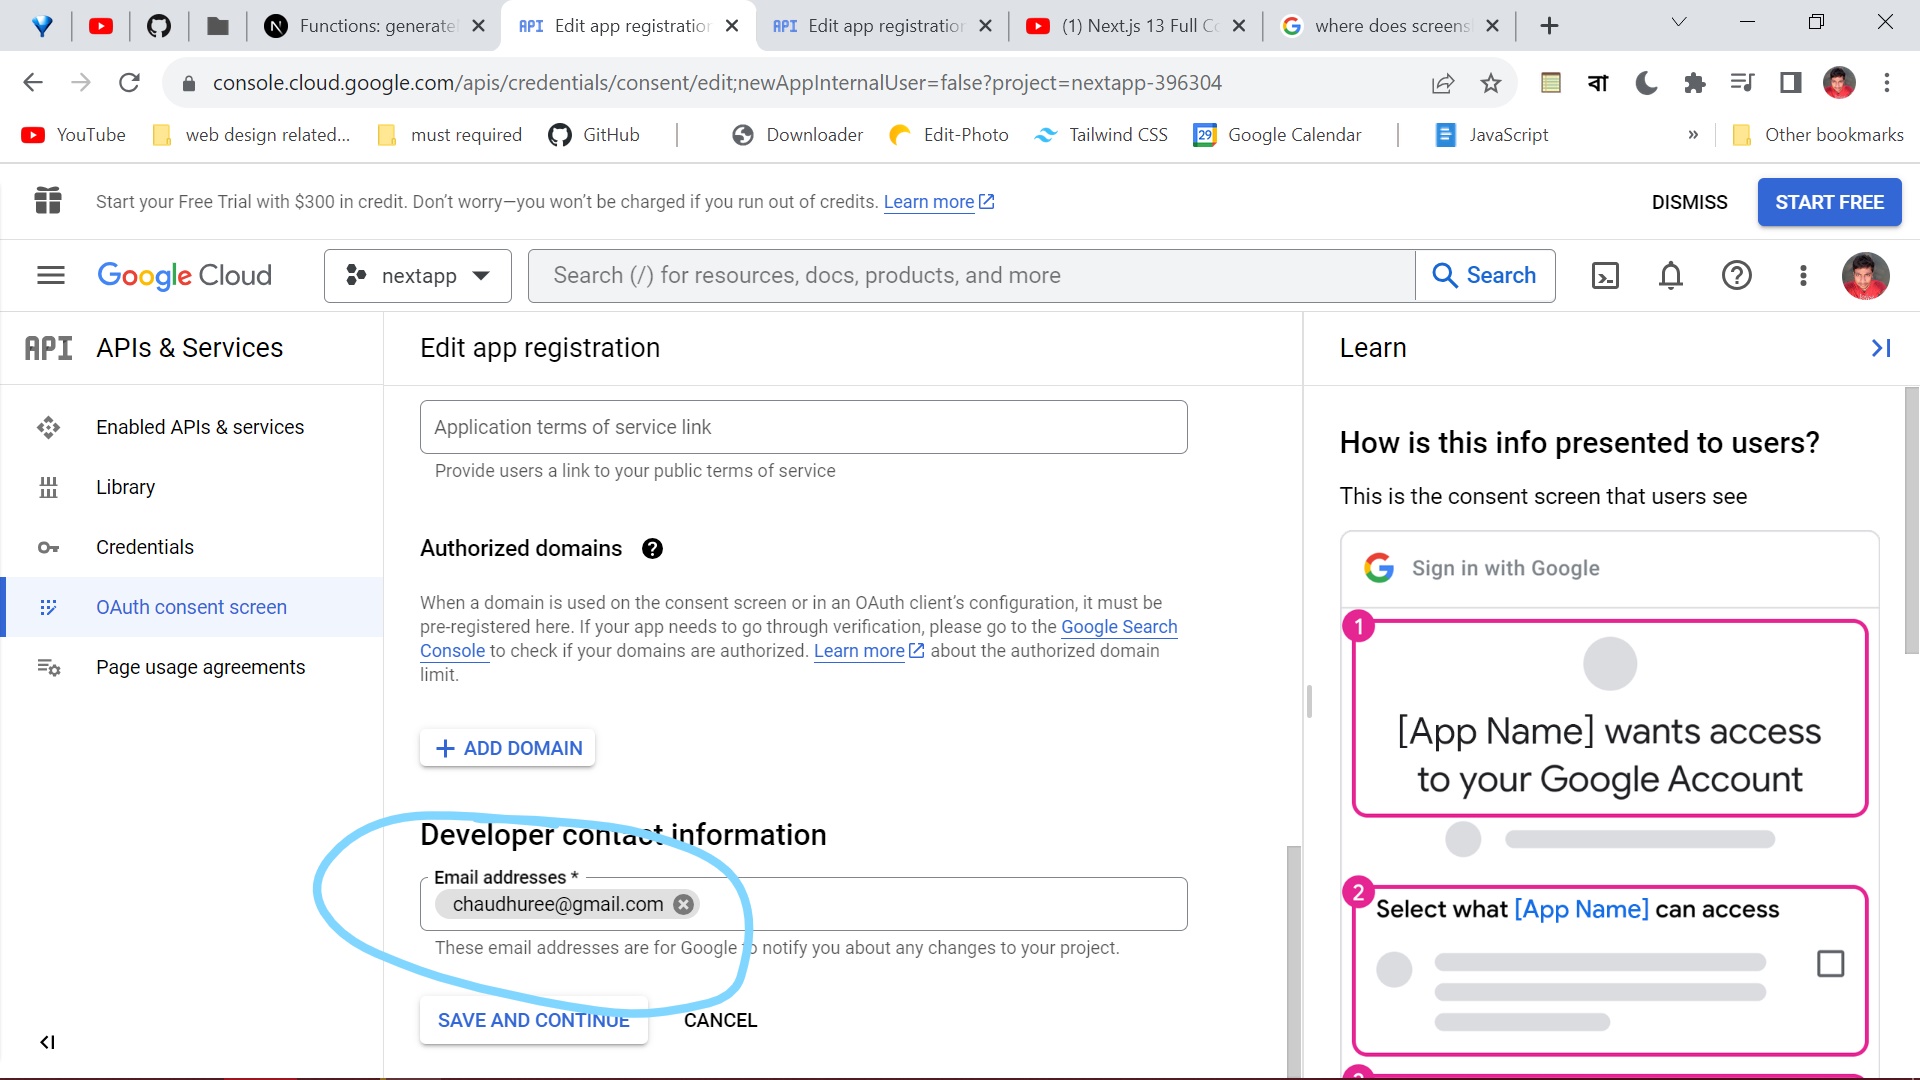 Functions: generate
API Edit app registration
API Edit app registration
(1) Next.js 13 Full Co
where does screens
console.cloud.google.com/apis/credentials/consent/edit;newAppInternalUser=false?project=nextapp-396304
বা
YouTube
web design related...
must required
GitHub
Downloader
Edit-Photo
Tailwind CSS
29 Google Calendar
JavaScript
»
Other bookmarks
Start your Free Trial with $300 in credit. Don't worry—you won't be charged if you run out of credits. Learn more
DISMISS
START FREE
Google Cloud
nextapp
Search (/) for resources, docs, products, and more
Search
API APIs & Services
Enabled APIs & services
Library
Credentials
OAuth consent screen
Page usage agreements
Edit app registration
Application terms of service link
Provide users a link to your public terms of service
Authorized domains
When a domain is used on the consent screen or in an OAuth client's configuration, it must be
pre-registered here. If your app needs to go through verification, please go to the Google Search
Console to check if your domains are authorized. Learn more about the authorized domain
limit.
+ ADD DOMAIN
Developer contact information
Email addresses *
chaudhuree@gmail.com
These email addresses are for Google to notify you about any changes to your project.
SAVE AND CONTINUE
CANCEL
Learn
How is this info presented to users?
This is the consent screen that users see
Sign in with Google
1
[App Name] wants access
to your Google Account
2
Select what [App Name] can access